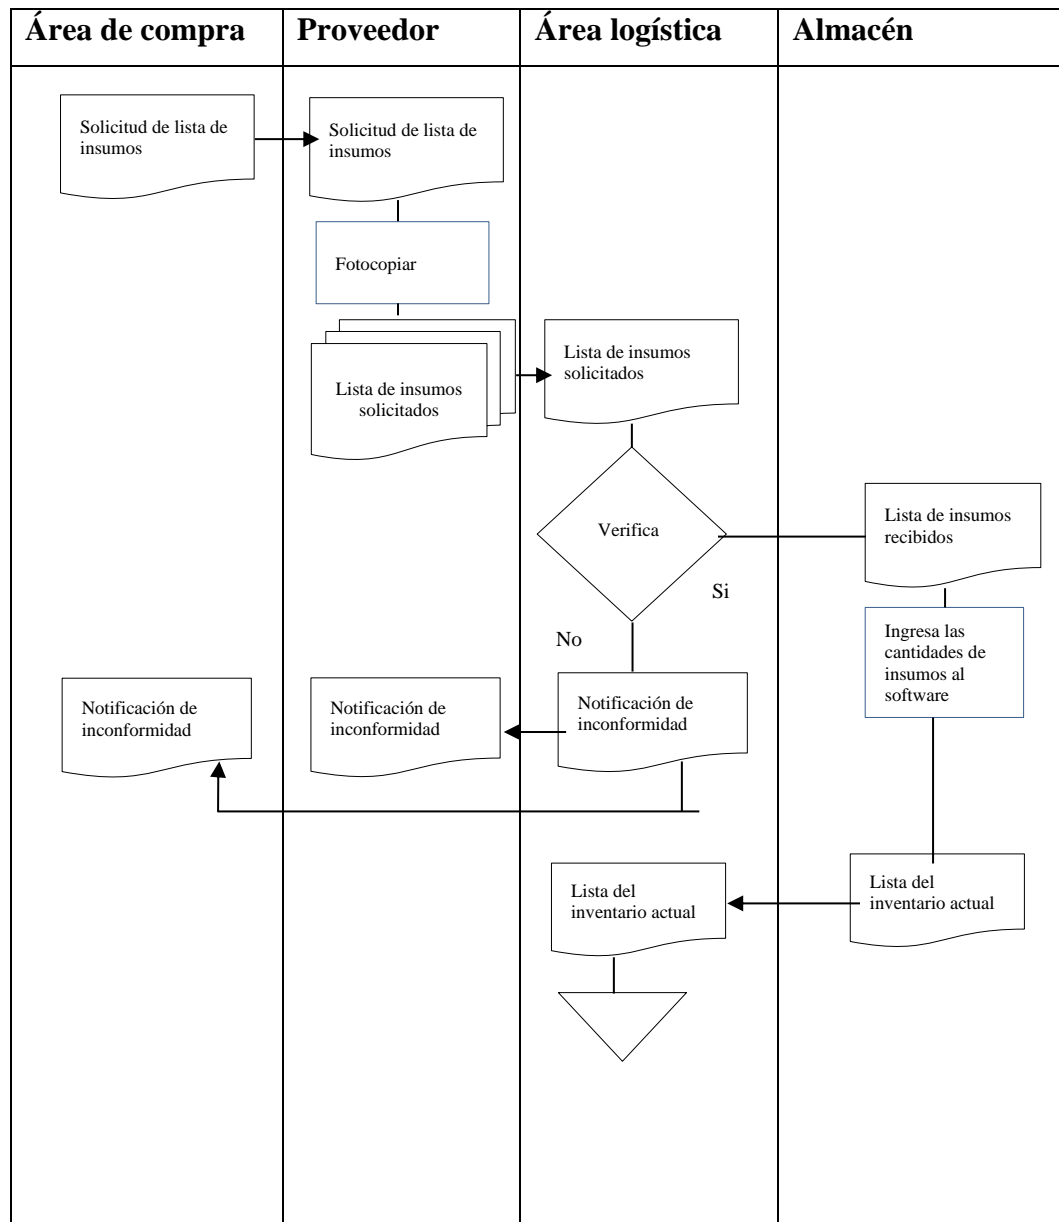 Área de compra
Proveedor
Área logística
Almacén
Solicitud de lista de
insumos
Solicitud de lista de
insumos
Fotocopiar
Lista de insumos
solicitados
Lista de insumos
solicitados
Verifica
Si
No
Lista de insumos
recibidos
Ingresa las
cantidades de
insumos al
software
Notificación de
inconformidad
Notificación de
inconformidad
Notificación de
inconformidad
Lista del
inventario actual
Lista del
inventario actual